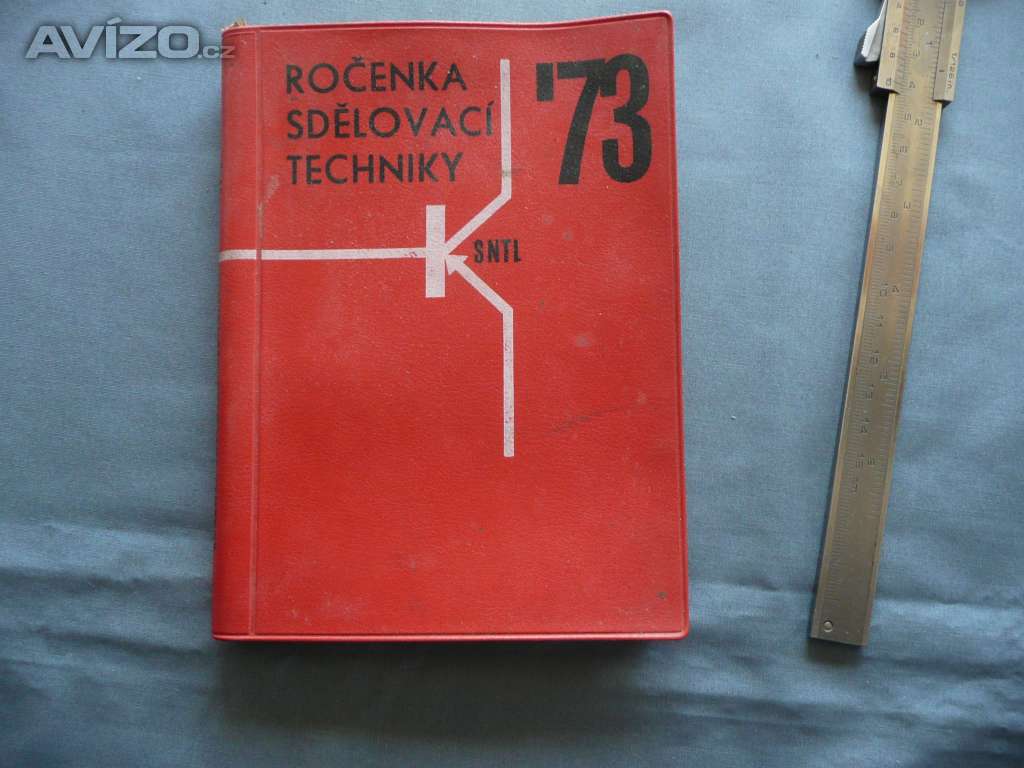 AVÍZO.cz
ROČENKA
SDĚLOVACÍ
TECHNIKY
'73
SNTL